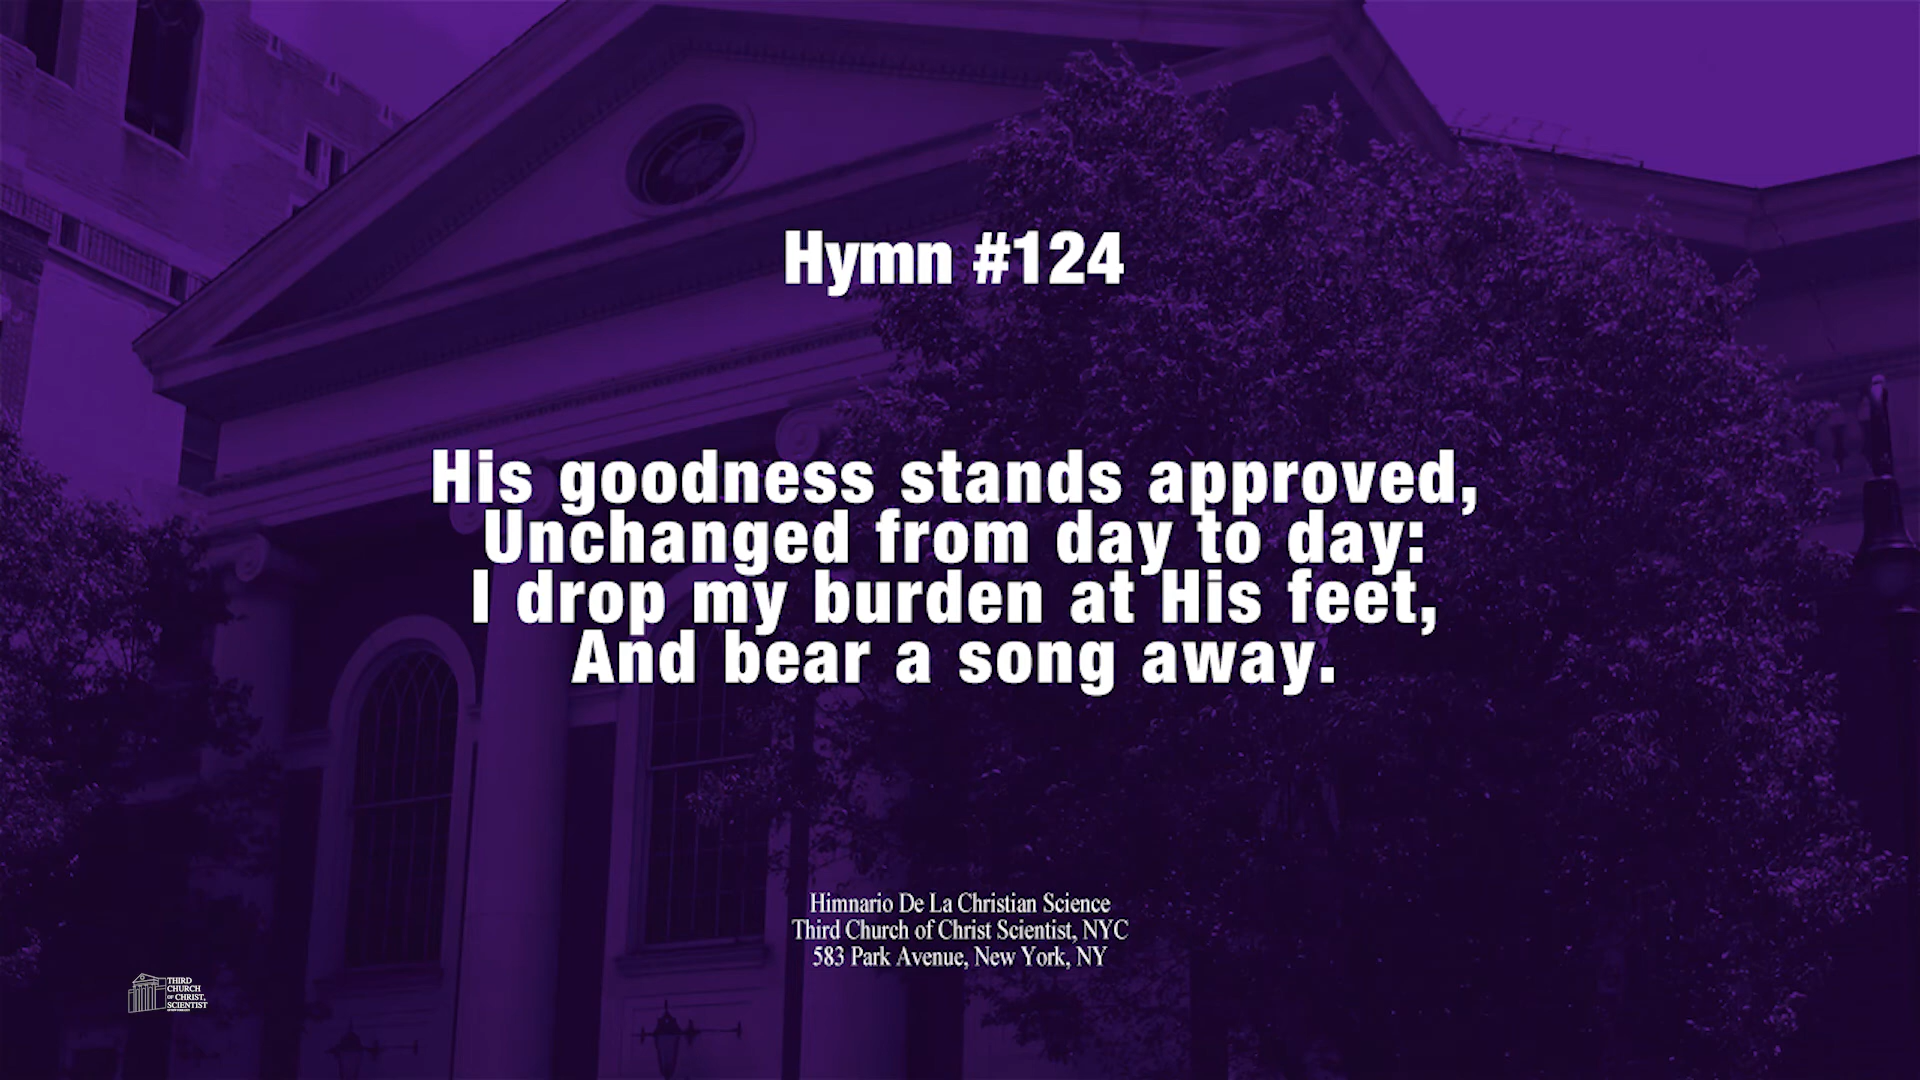 Hymn #124
His goodness stands approved,
Unchanged from day to day:
I drop my burden at His feet,
And bear a song away.
Himnario De La Christian Science
Third Church of Christ Scientist, NYC
583 Park Avenue, New York, NY
THIRD
CHURCH
OF CHRIST,
SCIENTIST